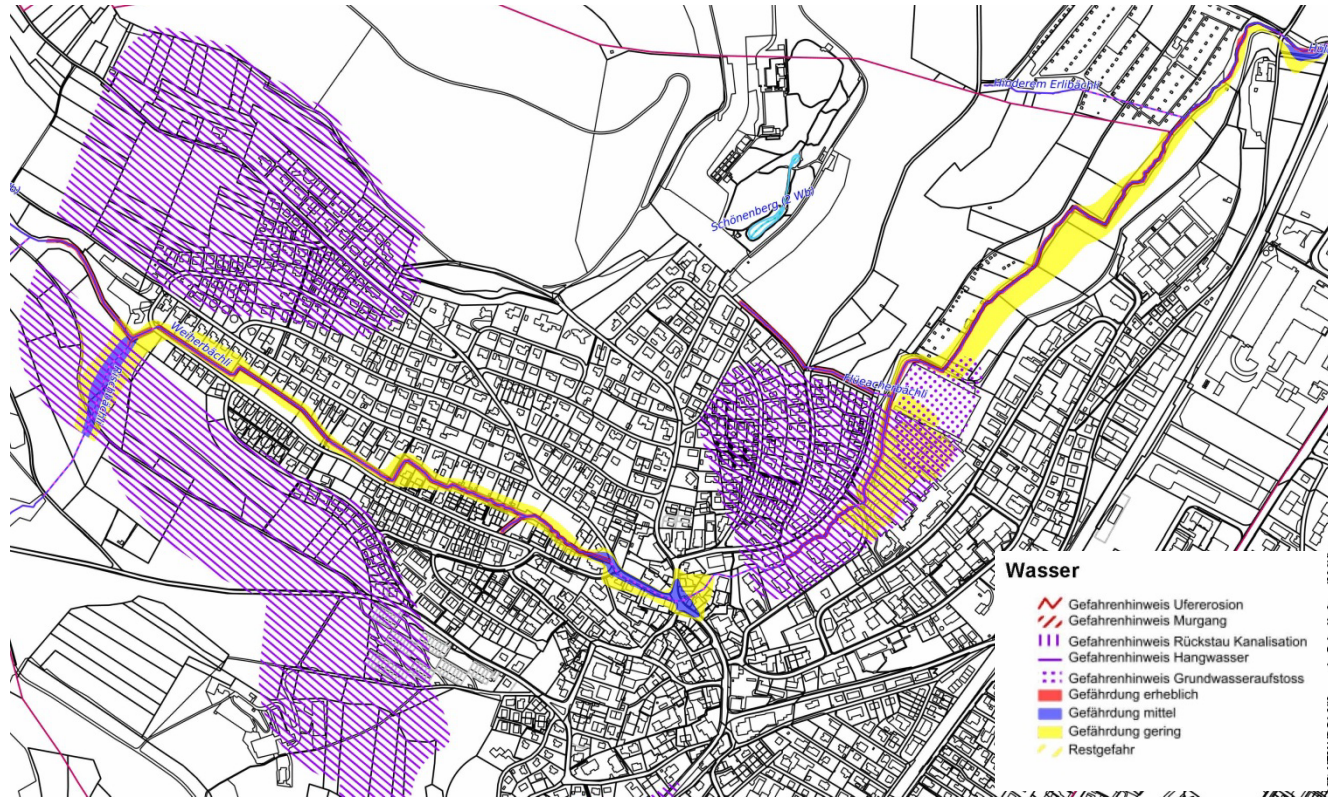 Hinderem Erlibächli
Schönenberg (2 Wb)
Weiherbächli
Hüeacherbächli
Wasser
Gefahrenhinweis Ufererosion
Gefahrenhinweis Murgang
Gefahrenhinweis Rückstau Kanalisation
Gefahrenhinweis Hangwasser
Gefahrenhinweis Grundwasseraufstoss
Gefährdung erheblich
Gefährdung mittel
Gefährdung gering
Restgefahr